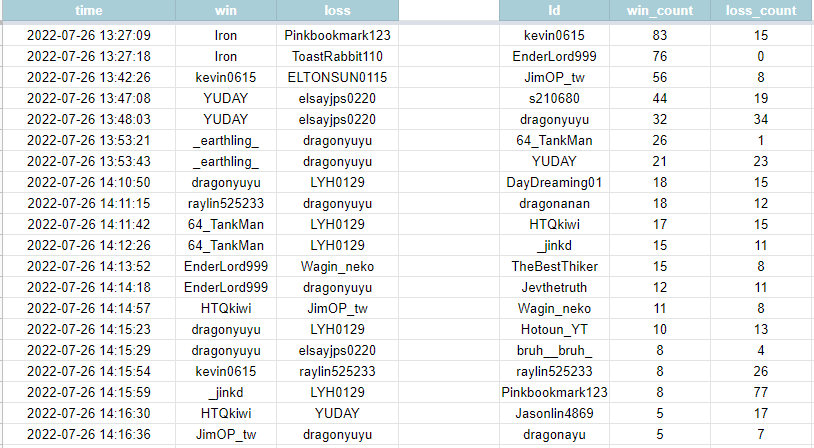 time win loss Id win_count loss_count
2022-07-26 13:27:09 Iron Pinkbookmark123 kevin0615 83 15
2022-07-26 13:27:18 Iron ToastRabbit110 EnderLord999 76 0
2022-07-26 13:42:26 kevin0615 ELTONSUN0115 JimOP_tw 56 8
2022-07-26 13:47:08 YUDAY elsayjps0220 s210680 44 19
2022-07-26 13:48:03 YUDAY elsayjps0220 dragonyuyu 32 34
2022-07-26 13:53:21 _earthling_ dragonyuyu 64_TankMan 26 1
2022-07-26 13:53:43 _earthling_ dragonyuyu YUDAY 21 23
2022-07-26 14:10:50 dragonyuyu LYH0129 DayDreaming01 18 15
2022-07-26 14:11:15 raylin525233 dragonyuyu dragonanan 18 12
2022-07-26 14:11:42 64_TankMan LYH0129 HTQkiwi 17 15
2022-07-26 14:12:26 64_TankMan LYH0129 _jinkd 15 11
2022-07-26 14:13:52 EnderLord999 Wagin_neko TheBestThiker 15 8
2022-07-26 14:14:18 EnderLord999 dragonyuyu Jevthetruth 12 11
2022-07-26 14:14:57 HTQkiwi JimOP_tw Wagin_neko 11 8
2022-07-26 14:15:23 dragonyuyu LYH0129 Hotoun_YT 10 13
2022-07-26 14:15:29 dragonyuyu elsayjps0220 bruh__bruh_ 8 4
2022-07-26 14:15:54 kevin0615 raylin525233 raylin525233 8 26
2022-07-26 14:15:59 _jinkd LYH0129 Pinkbookmark123 8 77
2022-07-26 14:16:30 HTQkiwi YUDAY Jasonlin4869 5 17
2022-07-26 14:16:36 JimOP_tw dragonyuyu dragonayu 5 7